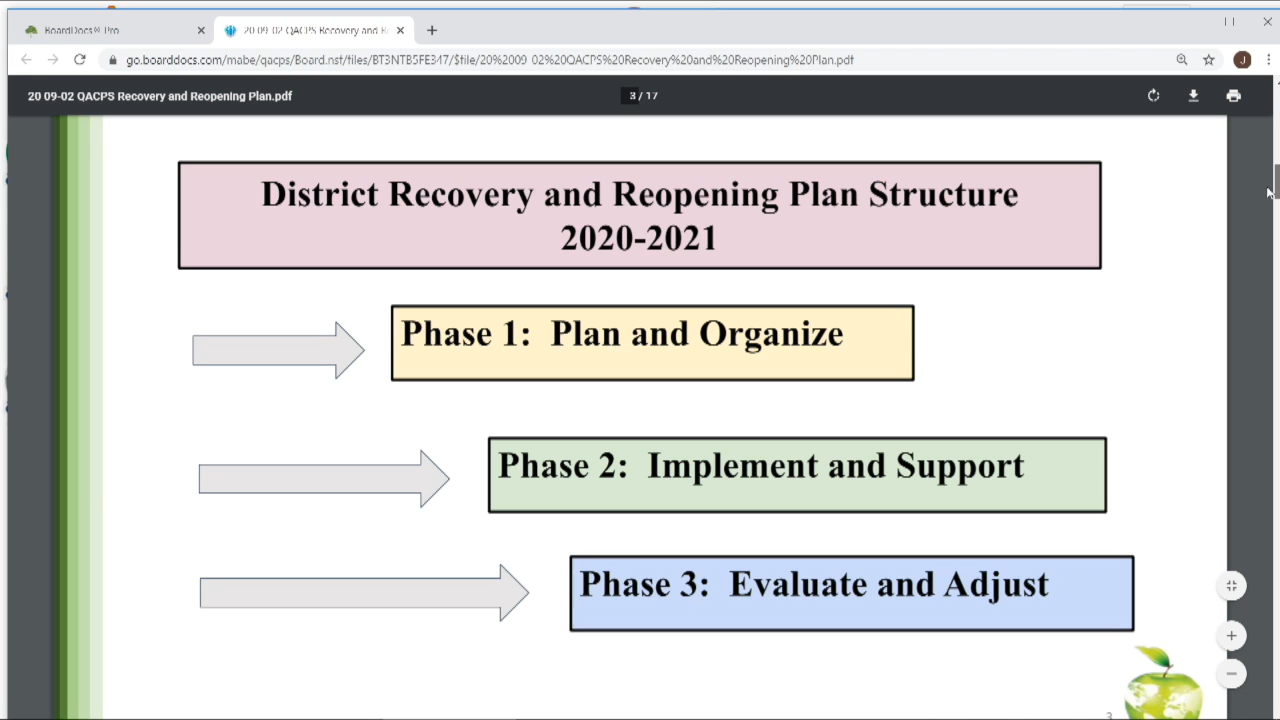 BoardDocs® Pro
20 09-02 QACPS Recovery and Re
go.boarddocs.com/mabe/qacps/Board.nsf/files/BT3NTB5FE347/$file/20%2009-02%20QACPS%20Recovery%20and%20Reopening%20Plan.pdf
J
20 09-02 QACPS Recovery and Reopening Plan.pdf
3 / 17
District Recovery and Reopening Plan Structure
2020-2021
Phase 1: Plan and Organize
Phase 2: Implement and Support
Phase 3: Evaluate and Adjust
3